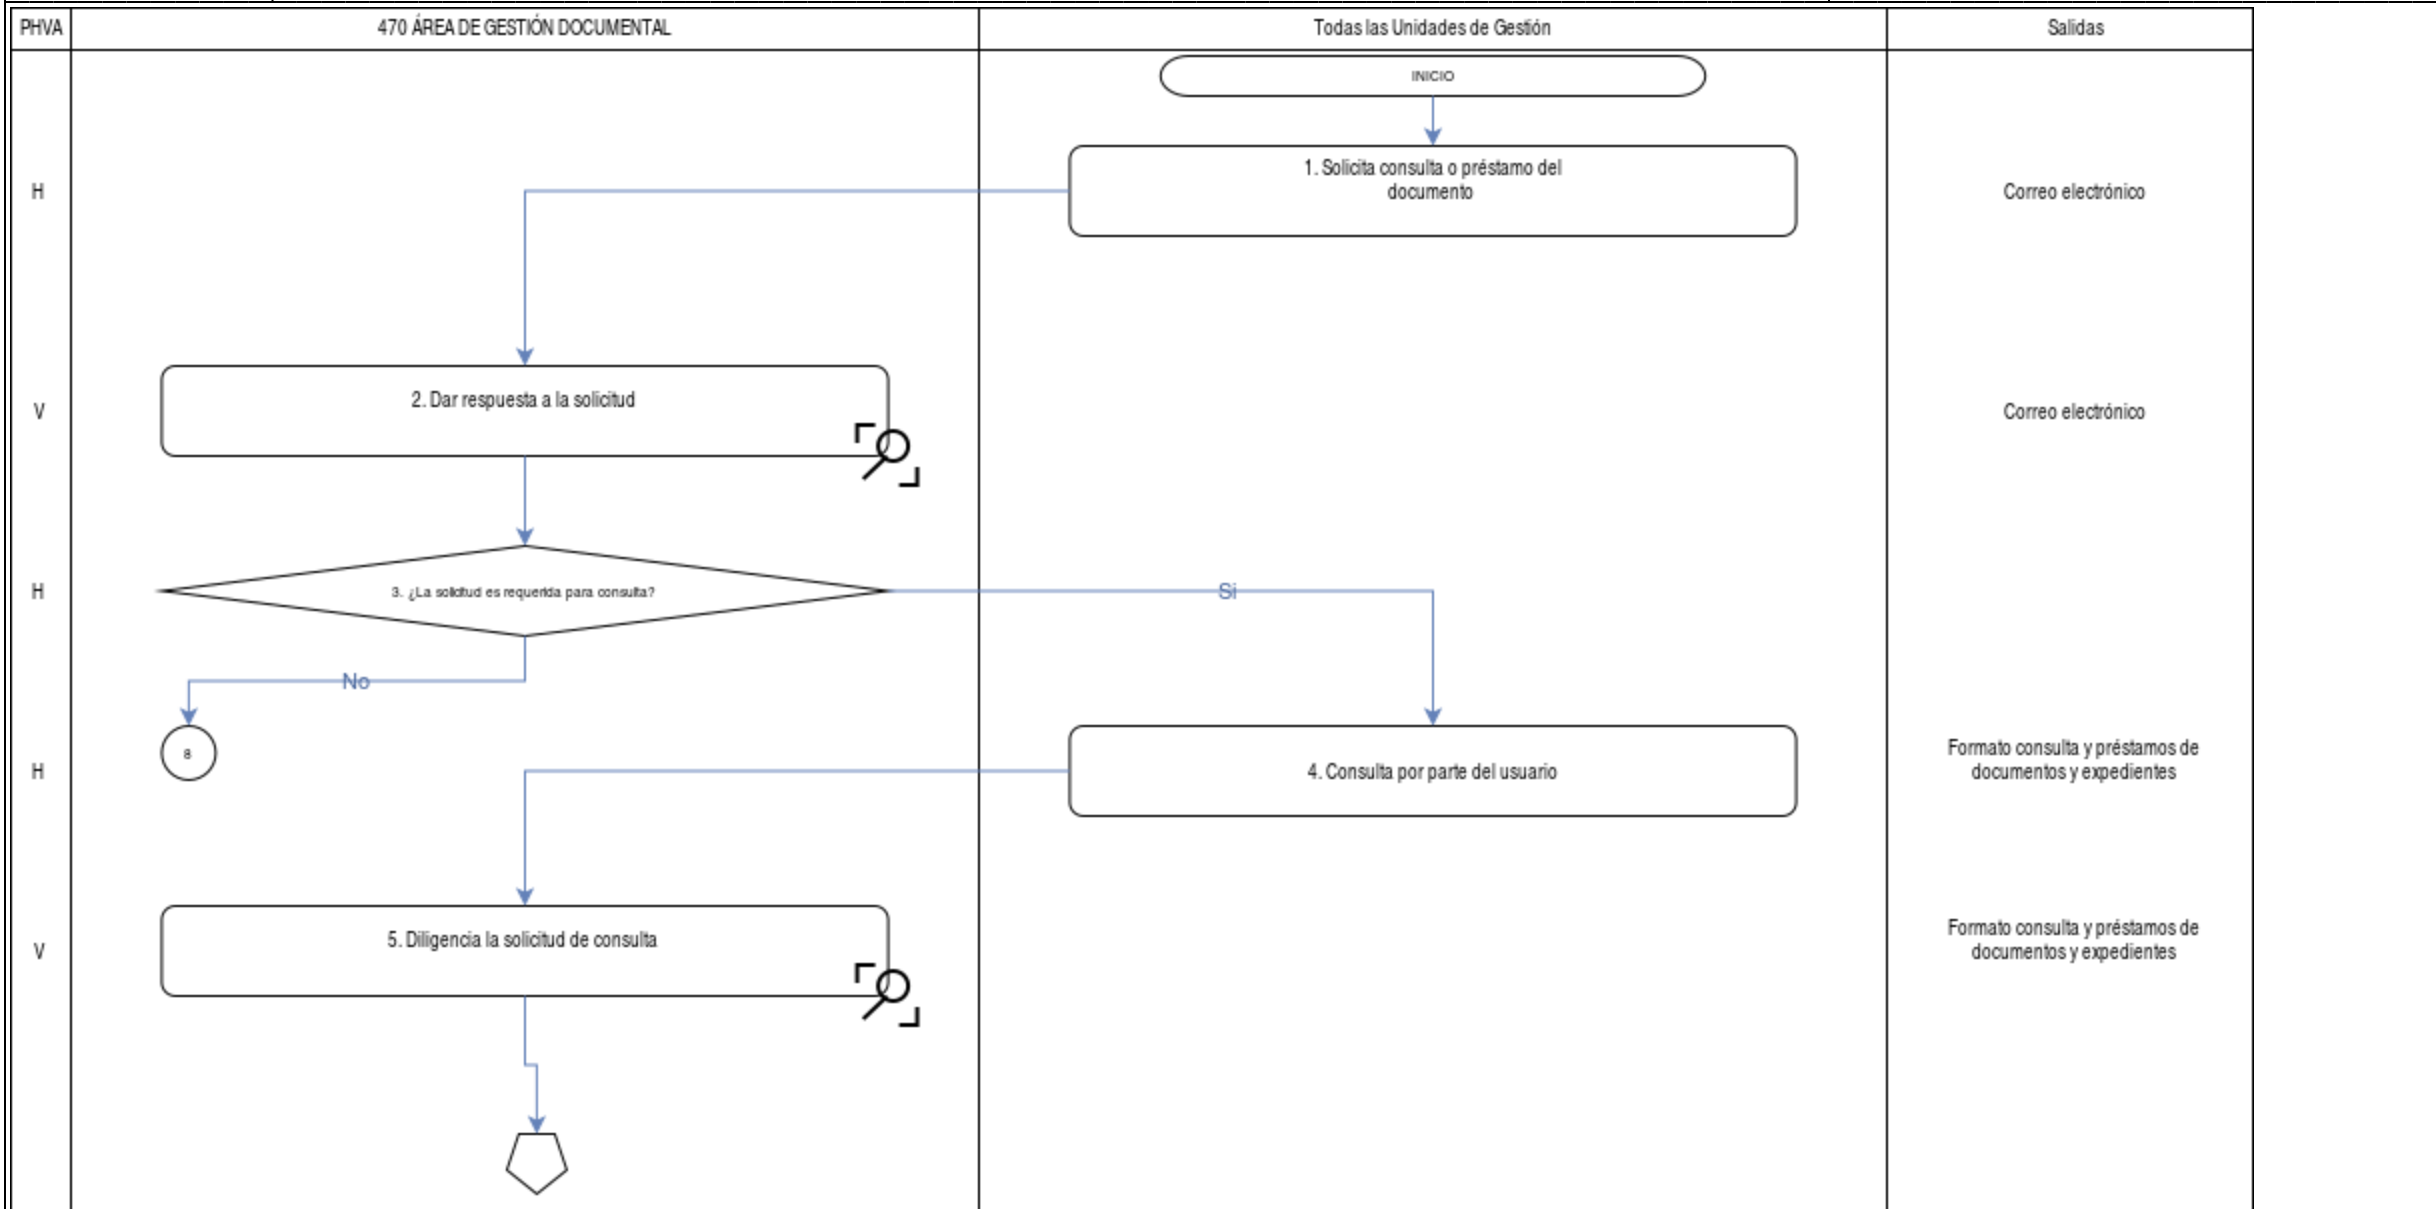 PHVA
470 ÁREA DE GESTIÓN DOCUMENTAL
Todas las Unidades de Gestión
Salidas
INICIO
H
1. Solicita consulta o préstamo del
documento
Correo electrónico
V
2. Dar respuesta a la solicitud
Correo electrónico
H
3. ¿La solicitud es requerida para consulta?
Si
No
8
H
4. Consulta por parte del usuario
Formato consulta y préstamos de
documentos y expedientes
V
5. Diligencia la solicitud de consulta
Formato consulta y préstamos de
documentos y expedientes